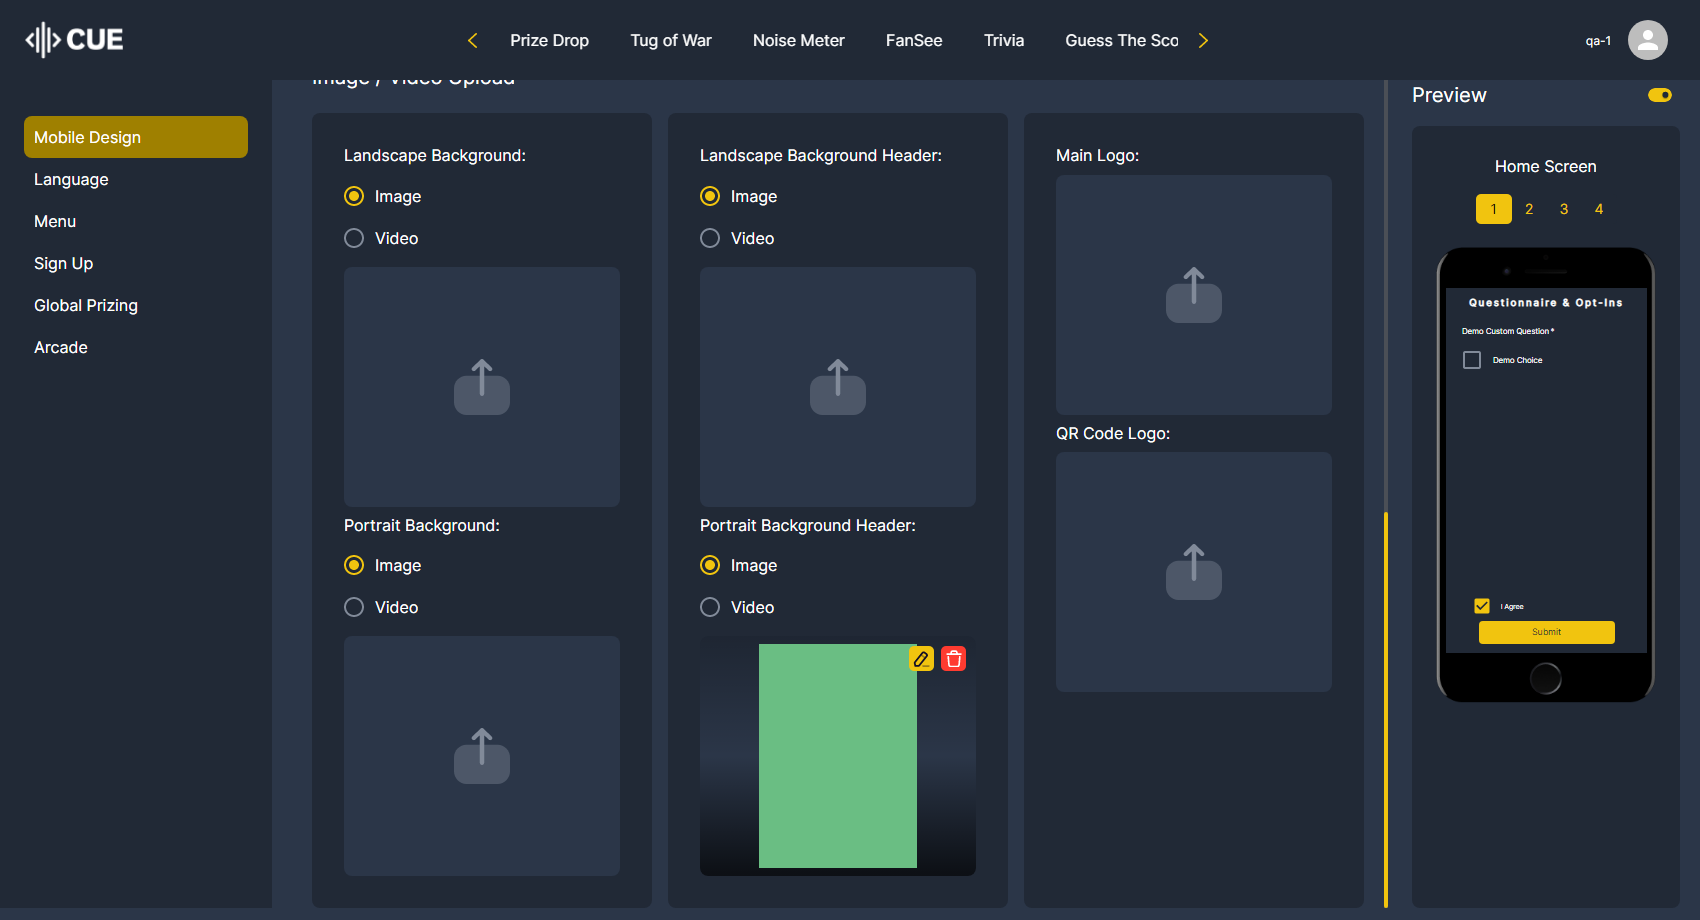 CUE
Prize Drop
Tug of War
Noise Meter
FanSee
Trivia
Guess The Sco
qa-1
Mobile Design
Language
Menu
Sign Up
Global Prizing
Arcade
Image / Video Upload
Landscape Background:
Image
Video
Portrait Background:
Image
Video
Landscape Background Header:
Image
Video
Portrait Background Header:
Image
Video
Main Logo:
QR Code Logo:
Preview
Home Screen
1 2 3 4
Questionnaire & Opt-Ins
Demo Custom Question *
Demo Choice
I Agree
Submit